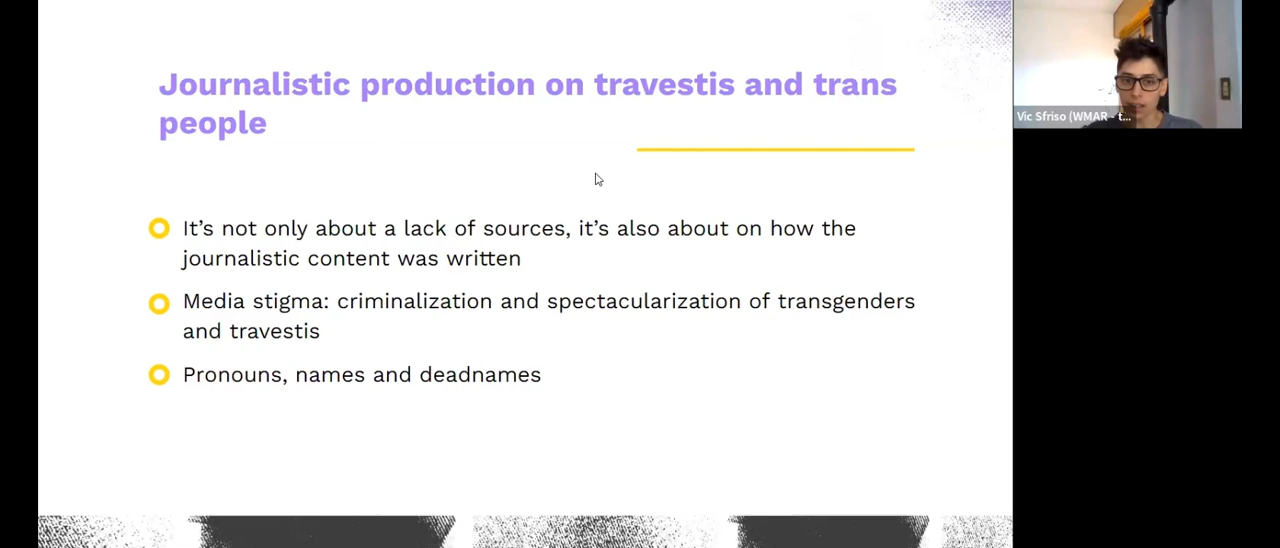 Journalistic production on travestis and trans
people
It's not only about a lack of sources, it's also about on how the
journalistic content was written
Media stigma: criminalization and spectacularization of transgenders
and travestis
Pronouns, names and deadnames
Vic Sfriso (WMAR - t...